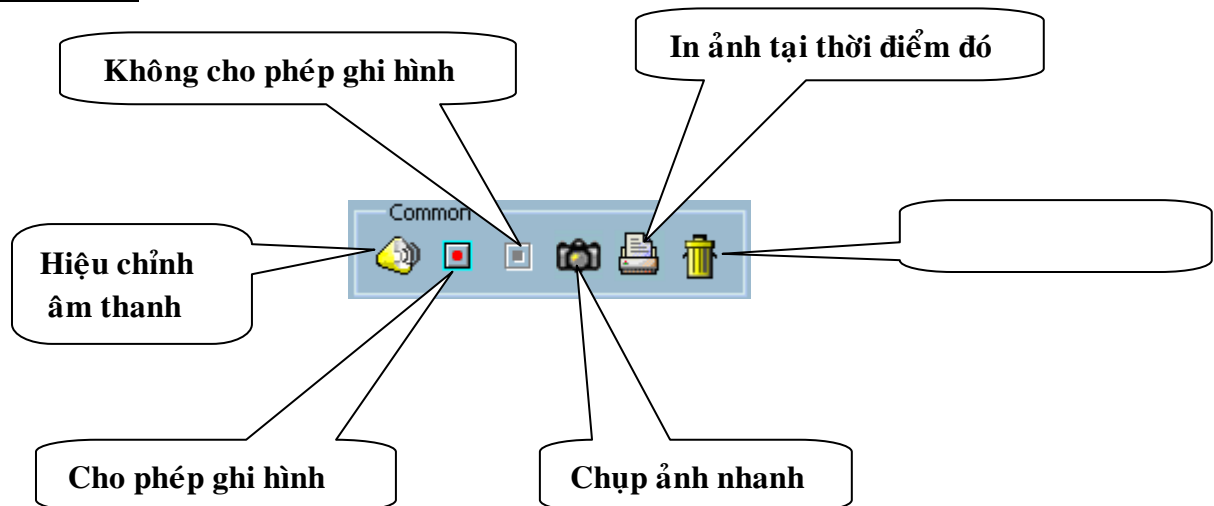 In ảnh tại thời điểm đó
Không cho phép ghi hình
Common
Hiệu chỉnh
âm thanh
Cho phép ghi hình
Chụp ảnh nhanh